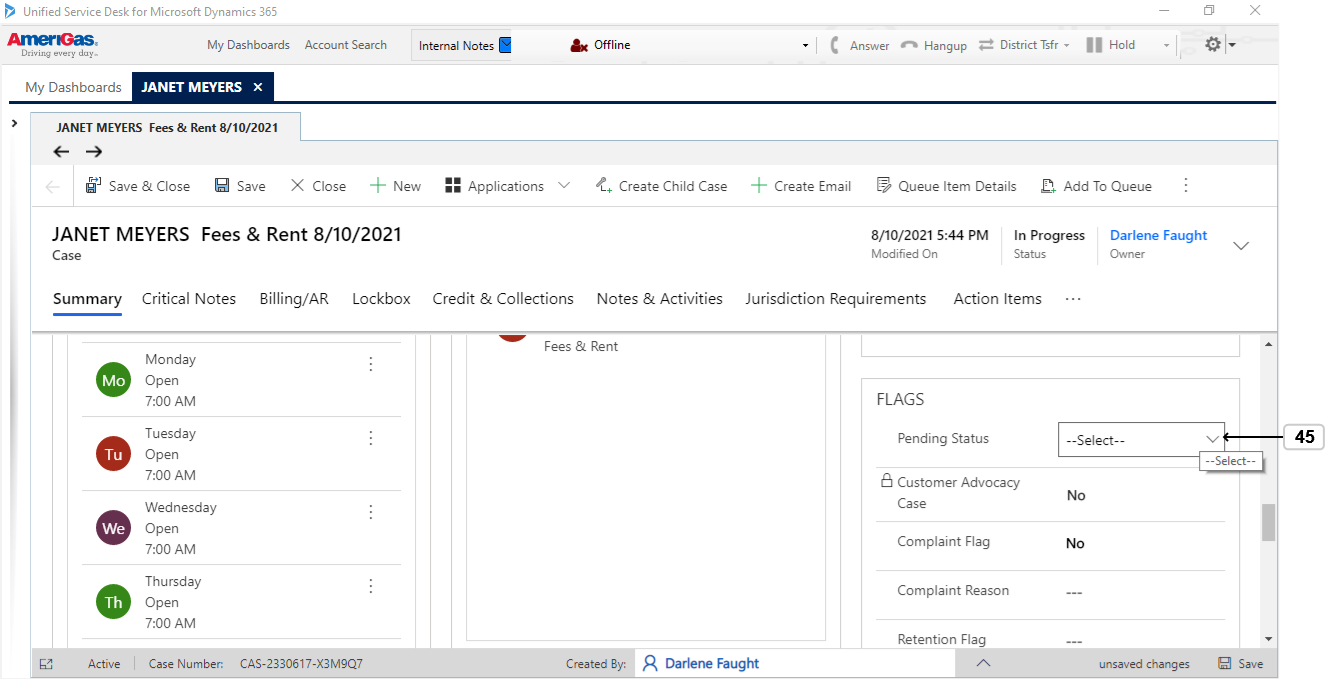 Unified Service Desk for Microsoft Dynamics 365
AmeriGas
Driving every day...
My Dashboards Account Search Internal Notes Offline Answer Hangup District Tsfr Hold
My Dashboards JANET MEYERS ×
JANET MEYERS Fees & Rent 8/10/2021
Save & Close Save Close New Applications Create Child Case Create Email Queue Item Details Add To Queue
JANET MEYERS Fees & Rent 8/10/2021
Case
8/10/2021 5:44 PM
Modified On
In Progress
Status
Darlene Faught
Owner
Summary Critical Notes Billing/AR Lockbox Credit & Collections Notes & Activities Jurisdiction Requirements Action Items ...
Mo
Monday
Open
7:00 AM
Tu
Tuesday
Open
7:00 AM
We
Wednesday
Open
7:00 AM
Th
Thursday
Open
7:00 AM
Fees & Rent
FLAGS
Pending Status --Select--
45
--Select--
Customer Advocacy
Case
No
Complaint Flag No
Complaint Reason ---
Retention Flag ---
Active Case Number: CAS-2330617-X3M9Q7 Created By: Darlene Faught unsaved changes Save